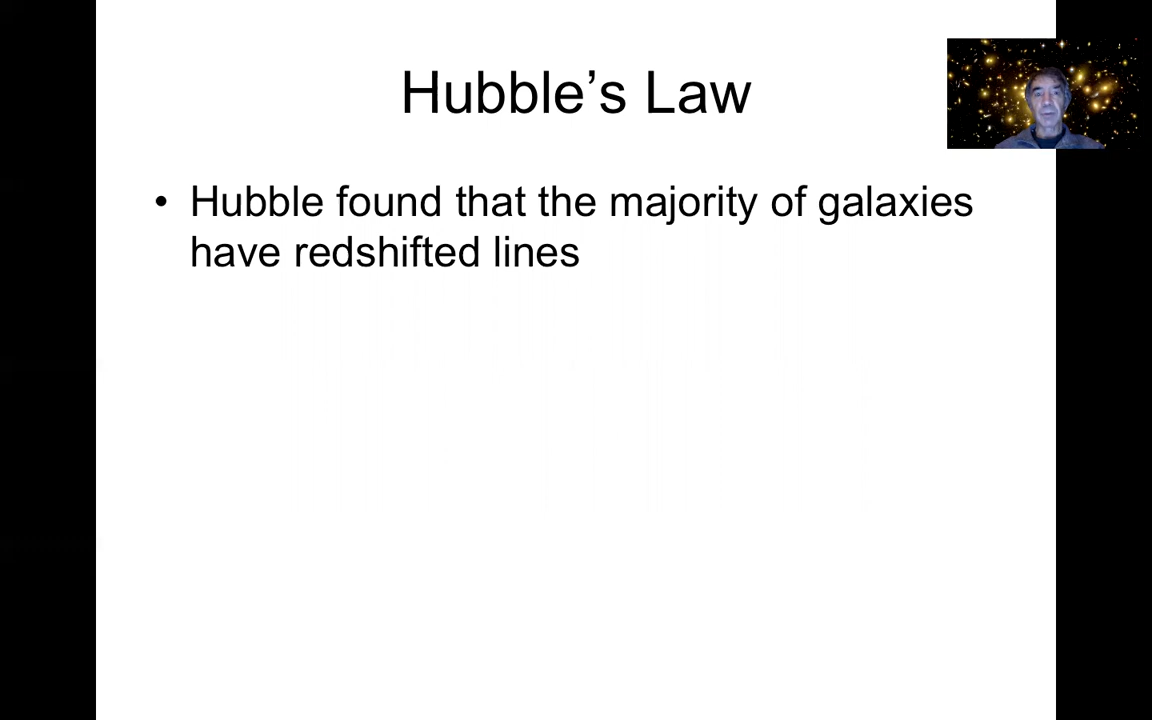 Hubble’s Law
• Hubble found that the majority of galaxies
have redshifted lines